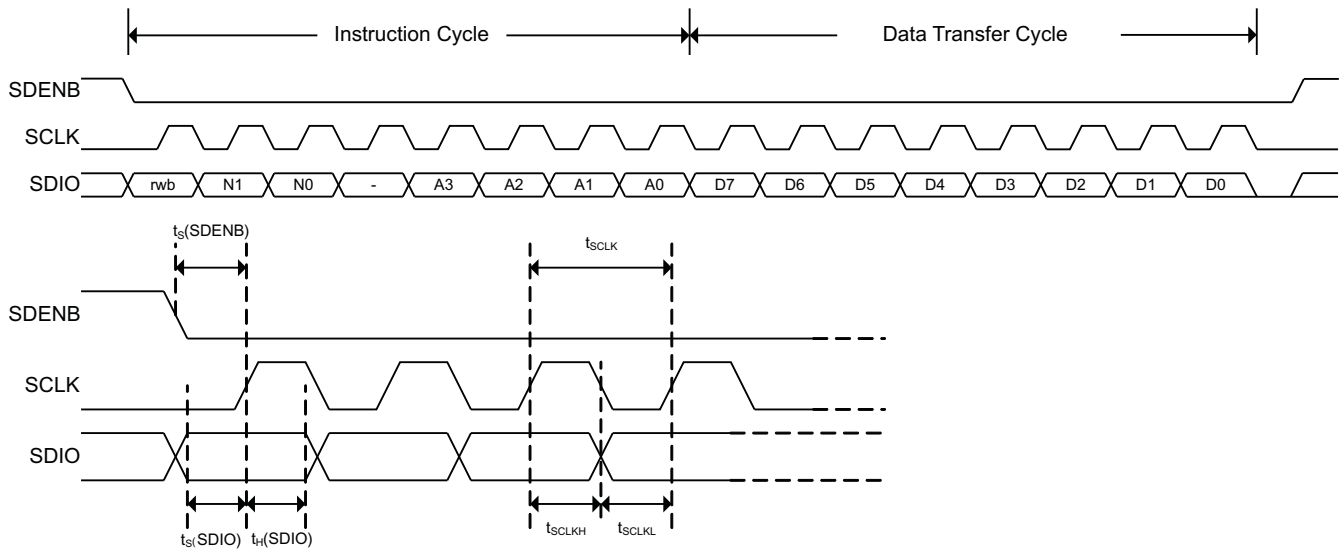 Instruction Cycle Data Transfer Cycle
SDENB
SCLK
SDIO rwb N1 N0 - A3 A2 A1 A0 D7 D6 D5 D4 D3 D2 D1 D0
tS(SDENB) tSCLK
SDENB
SCLK
SDIO
tS(SDIO) tH(SDIO) tSCLKH tSCLKL